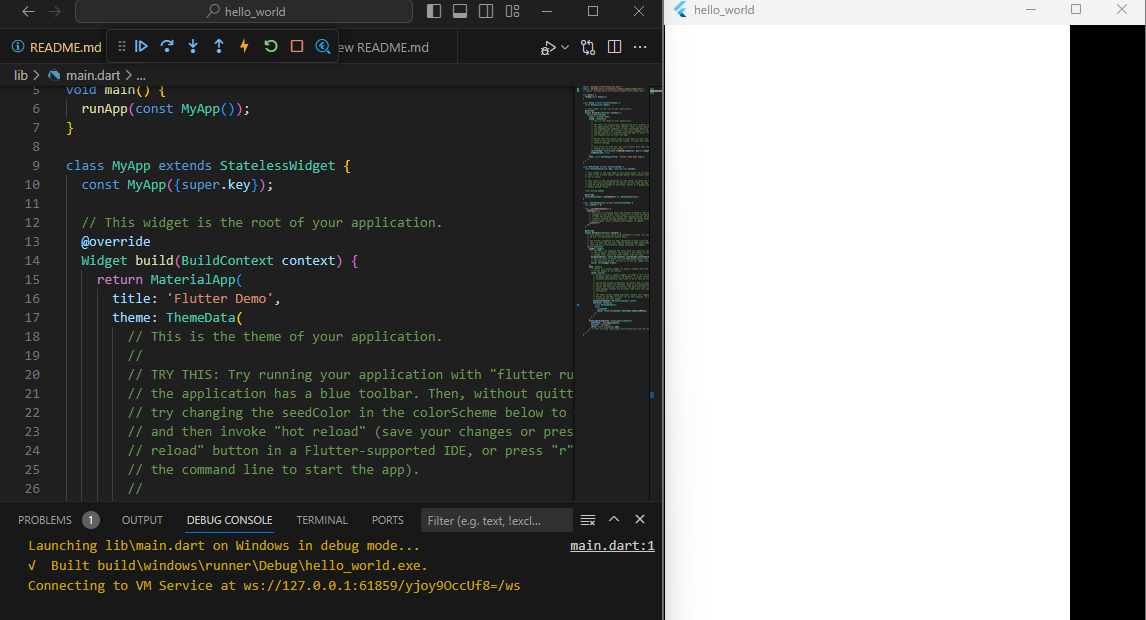 hello_world
README.md
ew README.md
lib > main.dart > ...
5 void main() {
6 runApp(const MyApp());
7 }
8
9 class MyApp extends StatelessWidget {
10 const MyApp({super.key});
11
12 // This widget is the root of your application.
13 @override
14 Widget build(BuildContext context) {
15 return MaterialApp(
16 title: 'Flutter Demo',
17 theme: ThemeData(
18 // This is the theme of your application.
19 //
20 // TRY THIS: Try running your application with "flutter ru
21 // the application has a blue toolbar. Then, without quitt
22 // try changing the seedColor in the colorScheme below to
23 // and then invoke "hot reload" (save your changes or pres
24 // reload" button in a Flutter-supported IDE, or press "r"
25 // the command line to start the app).
26 //
PROBLEMS 1 OUTPUT DEBUG CONSOLE TERMINAL PORTS Filter (e.g. text, !excl...
Launching lib\main.dart on Windows in debug mode... main.dart:1
√ Built build\windows\runner\Debug\hello_world.exe.
Connecting to VM Service at ws://127.0.0.1:61859/yjoy9OccUf8=/ws
hello_world